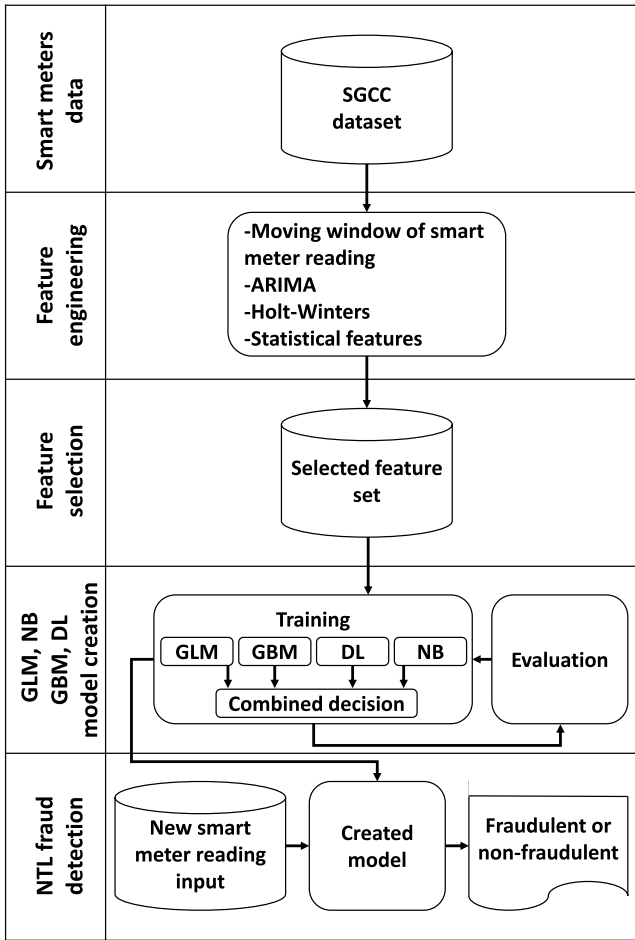 Smart meters
data
SGCC
dataset
Feature
engineering
-Moving window of smart
meter reading
-ARIMA
-Holt-Winters
-Statistical features
Feature
selection
Selected feature
set
GLM, NB
GBM, DL
model creation
Training
GLM
GBM
DL
NB
Combined decision
Evaluation
NTL fraud
detection
New smart
meter reading
input
Created
model
Fraudulent or
non-fraudulent